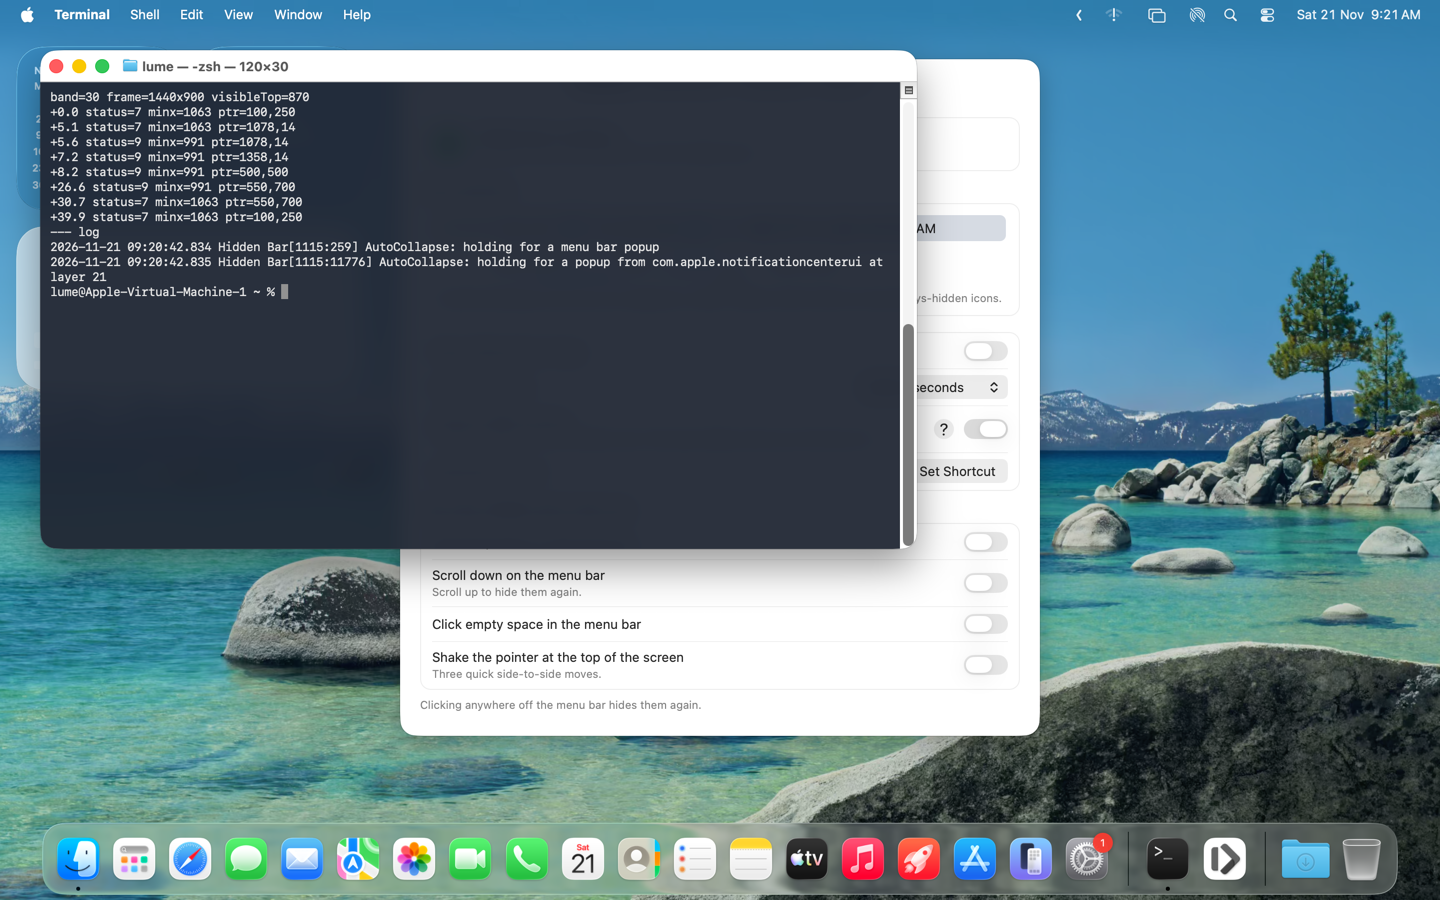 Terminal Shell Edit View Window Help Sat 21 Nov 9:21 AM
lume — -zsh — 120×30
band=30 frame=1440x900 visibleTop=870
+0.0 status=7 minx=1063 ptr=100,250
+5.1 status=7 minx=1063 ptr=1078,14
+5.6 status=9 minx=991 ptr=1078,14
+7.2 status=9 minx=991 ptr=1358,14
+8.2 status=9 minx=991 ptr=500,500
+26.6 status=9 minx=991 ptr=550,700
+30.7 status=7 minx=1063 ptr=550,700
+39.9 status=7 minx=1063 ptr=100,250
--- log
2026-11-21 09:20:42.834 Hidden Bar[1115:259] AutoCollapse: holding for a menu bar popup
2026-11-21 09:20:42.835 Hidden Bar[1115:11776] AutoCollapse: holding for a popup from com.apple.notificationcenterui at
layer 21
lume@Apple-Virtual-Machine-1 ~ %
AM
ys-hidden icons.
seconds
?
Set Shortcut
Scroll down on the menu bar
Scroll up to hide them again.
Click empty space in the menu bar
Shake the pointer at the top of the screen
Three quick side-to-side moves.
Clicking anywhere off the menu bar hides them again.
Sat
21
tv
1
>_